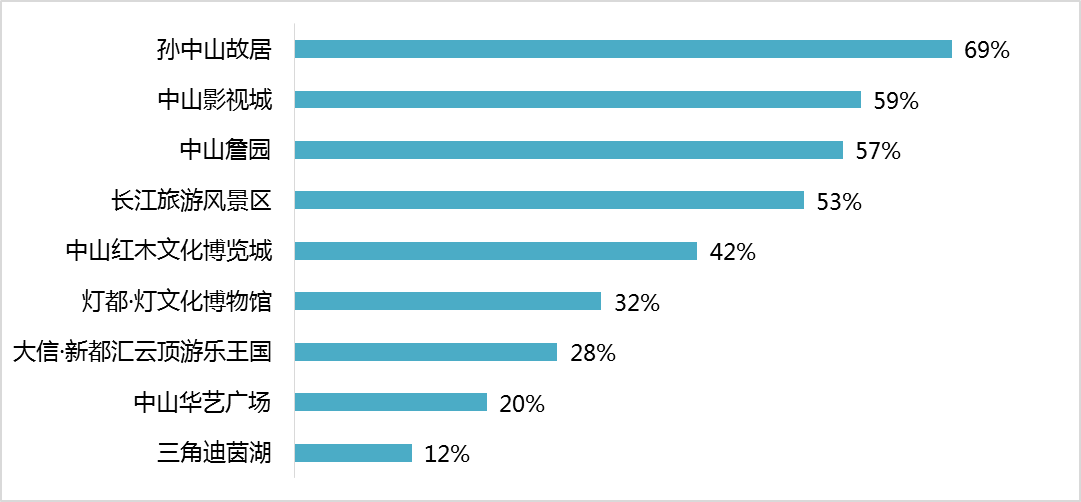 孙中山故居 69%
中山影视城 59%
中山詹园 57%
长江旅游风景区 53%
中山红木文化博览城 42%
灯都·灯文化博物馆 32%
大信·新都汇云顶游乐王国 28%
中山华艺广场 20%
三角迪茵湖 12%